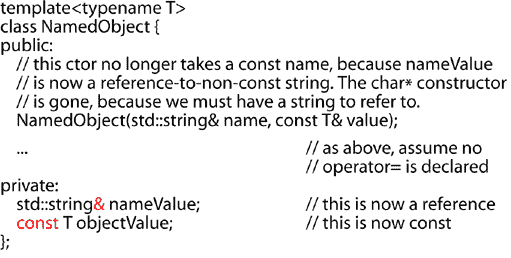 template<typename T>
class NamedObject {
public:
// this ctor no longer takes a const name, because nameValue
// is now a reference-to-non-const string. The char* constructor
// is gone, because we must have a string to refer to.
NamedObject(std::string& name, const T& value);
... // as above, assume no
// operator= is declared
private:
std::string& nameValue; // this is now a reference
const T objectValue; // this is now const
};